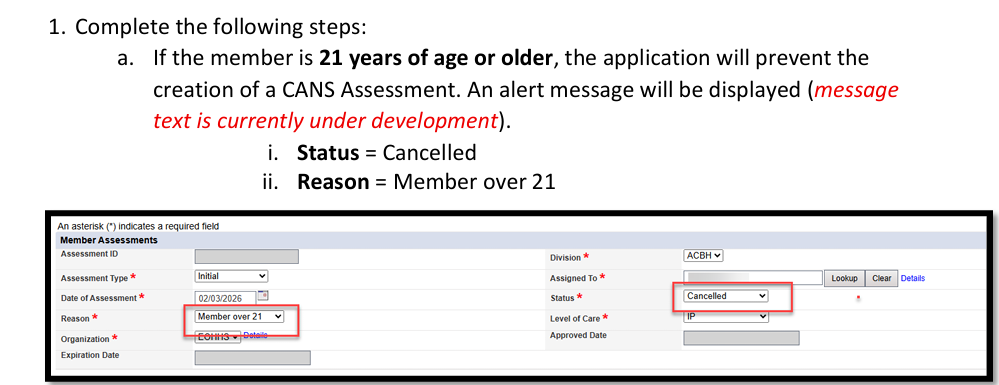 1. Complete the following steps:
a. If the member is 21 years of age or older, the application will prevent the
creation of a CANS Assessment. An alert message will be displayed (message
text is currently under development).
i. Status = Cancelled
ii. Reason = Member over 21
An asterisk (*) indicates a required field
Member Assessments
Assessment ID
Division * ACBH
Assessment Type * Initial
Assigned To * Lookup Clear Details
Date of Assessment * 02/03/2026
Status * Cancelled *
Reason * Member over 21
Level of Care * IP
Organization * EOHHS Details
Approved Date
Expiration Date